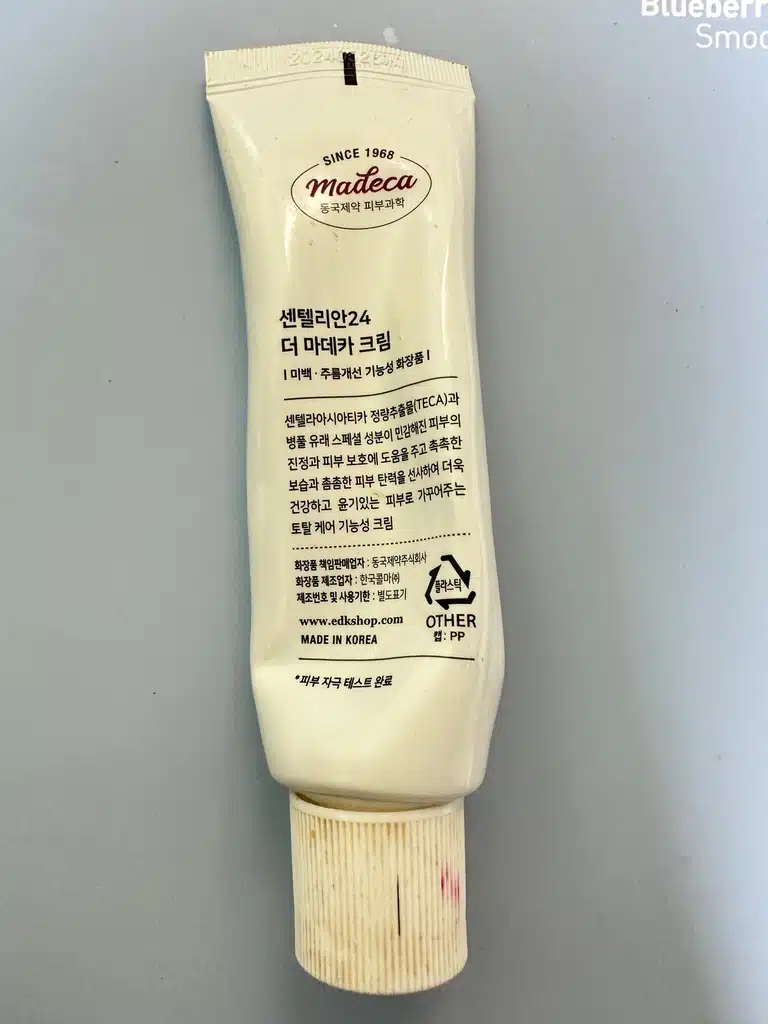 Blueberr
Smoo
SINCE 1968
madeca
동국제약 피부과학
센텔리안24
더 마데카 크림
| 미백 · 주름개선 기능성 화장품 |
센텔라아시아티카 정량추출물(TECA)과
병풀 유래 스페셜 성분이 민감해진 피부의
진정과 피부 보호에 도움을 주고 촉촉한
보습과 촘촘한 피부 탄력을 선사하여 더욱
건강하고 윤기있는 피부로 가꾸어주는
토탈 케어 기능성 크림
화장품 책임판매업자 : 동국제약주식회사
화장품 제조업자 : 한국콜마㈜
제조번호 및 사용기한 : 별도표기
플라스틱
www.edkshop.com
OTHER
MADE IN KOREA
캡 : PP
*피부 자극 테스트 완료